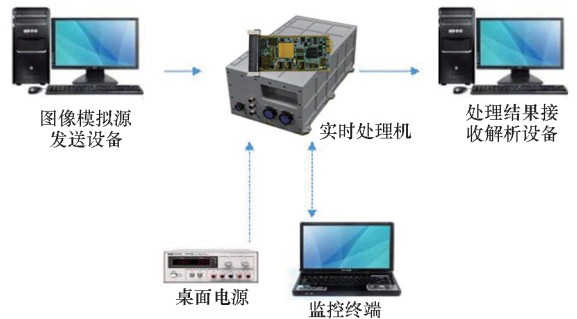 图像模拟源
发送设备
实时处理机
处理结果接
收解析设备
桌面电源
监控终端